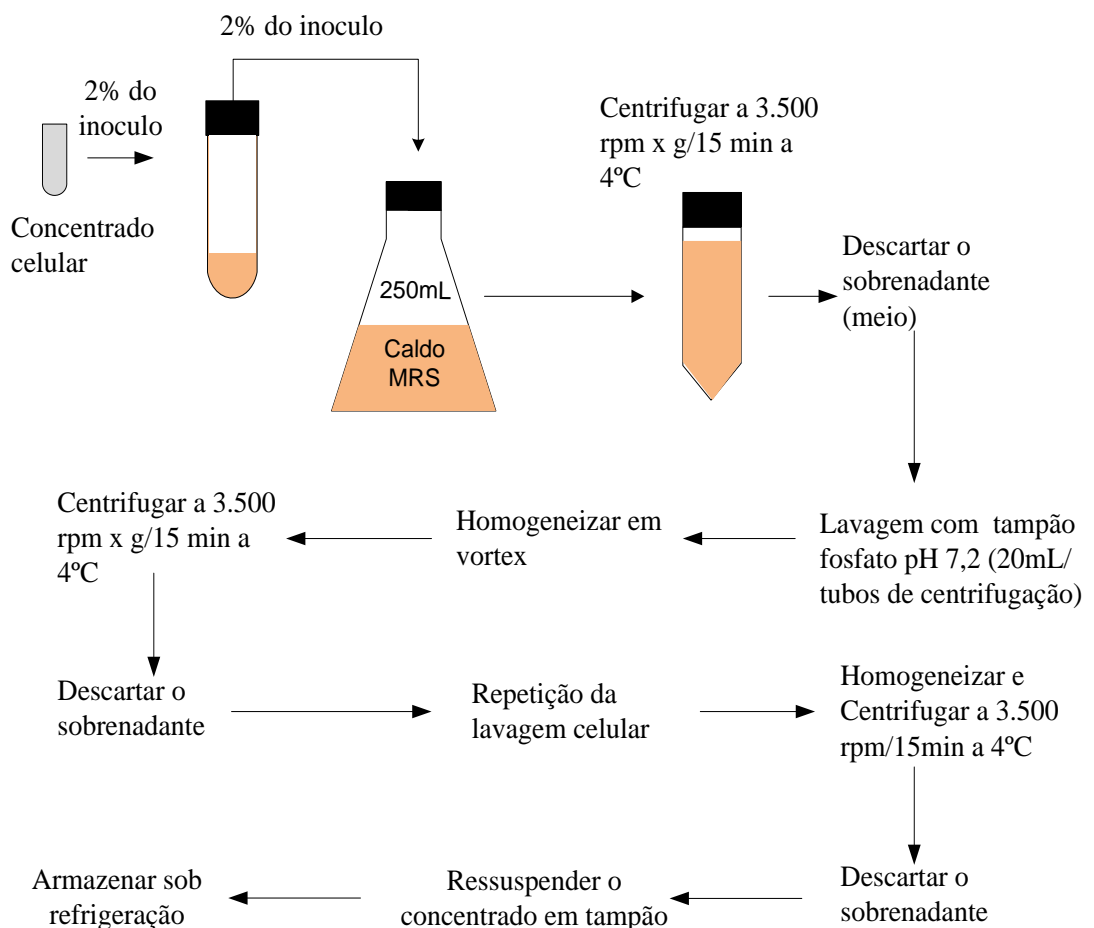 2% do inoculo
2% do
inoculo
Concentrado
celular
250mL
Caldo
MRS
Centrifugar a 3.500
rpm x g/15 min a
4ºC
Descartar o
sobrenadante
(meio)
Lavagem com tampão
fosfato pH 7,2 (20mL/
tubos de centrifugação)
Homogeneizar em
vortex
Centrifugar a 3.500
rpm x g/15 min a
4ºC
Descartar o
sobrenadante
Repetição da
lavagem celular
Homogeneizar e
Centrifugar a 3.500
rpm/15min a 4ºC
Descartar o
sobrenadante
Ressuspender o
concentrado em tampão
Armazenar sob
refrigeração